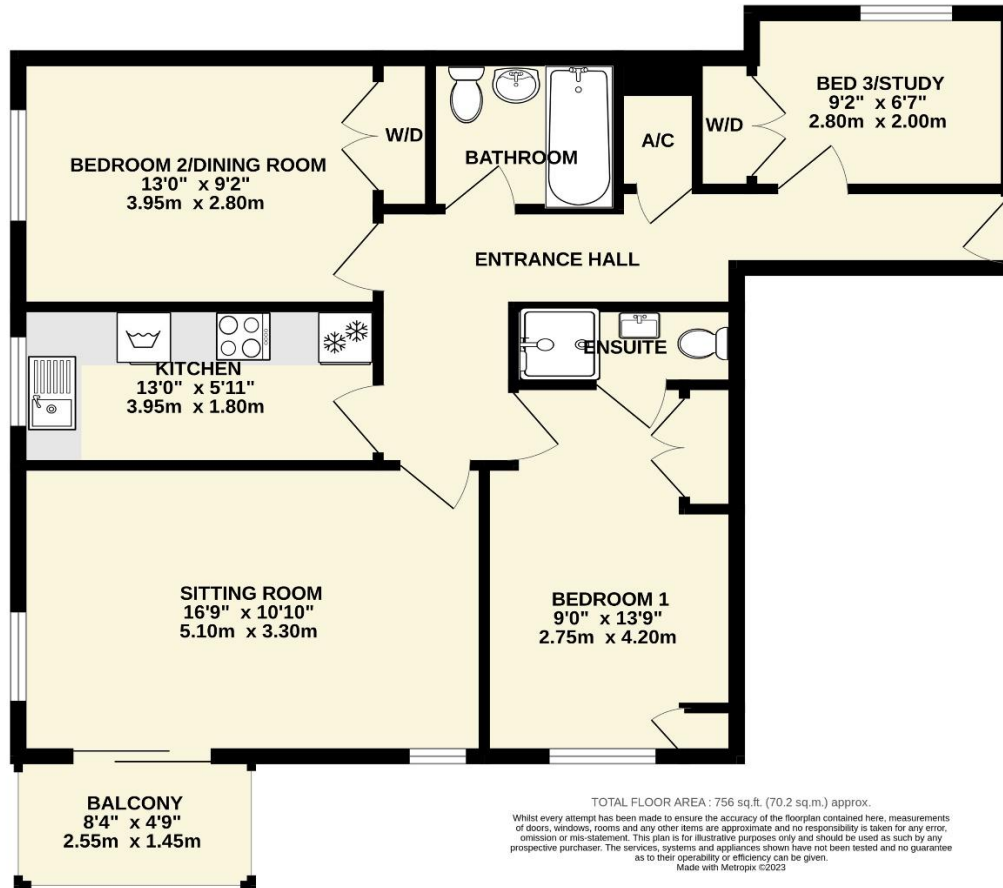 BED 3/STUDY
9'2" x 6'7"
2.80m x 2.00m
W/D
W/D
A/C
BATHROOM
BEDROOM 2/DINING ROOM
13'0" x 9'2"
3.95m x 2.80m
ENTRANCE HALL
ENSUITE
KITCHEN
13'0" x 5'11"
3.95m x 1.80m
SITTING ROOM
16'9" x 10'10"
5.10m x 3.30m
BEDROOM 1
9'0" x 13'9"
2.75m x 4.20m
BALCONY
8'4" x 4'9"
2.55m x 1.45m
TOTAL FLOOR AREA : 756 sq.ft. (70.2 sq.m.) approx.
Whilst every attempt has been made to ensure the accuracy of the floorplan contained here, measurements
of doors, windows, rooms and any other items are approximate and no responsibility is taken for any error,
omission or mis-statement. This plan is for illustrative purposes only and should be used as such by any
prospective purchaser. The services, systems and appliances shown have not been tested and no guarantee
as to their operability or efficiency can be given.
Made with Metropix ©2023